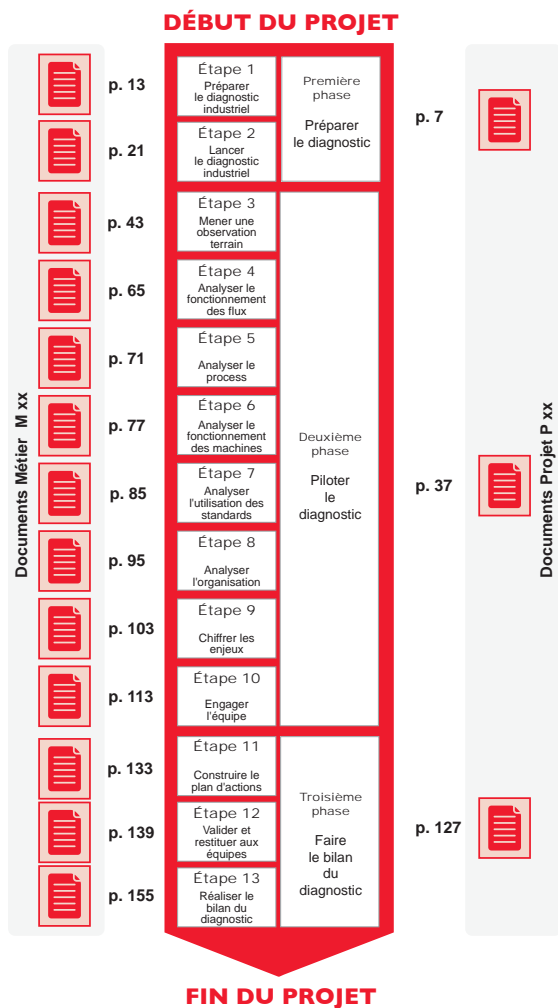 DÉBUT DU PROJET
Documents Métier M xx
p. 13
Étape 1
Préparer
le diagnostic
industriel
p. 21
Étape 2
Lancer
le diagnostic
industriel
Première
phase
Préparer
le diagnostic
p. 7
p. 43
Étape 3
Mener une
observation
terrain
p. 65
Étape 4
Analyser le
fonctionnement
des flux
p. 71
Étape 5
Analyser le
process
p. 77
Étape 6
Analyser le
fonctionnement
des machines
p. 85
Étape 7
Analyser
l'utilisation des
standards
p. 95
Étape 8
Analyser
l'organisation
p. 103
Étape 9
Chiffrer les
enjeux
p. 113
Étape 10
Engager
l'équipe
Deuxième
phase
Piloter
le
diagnostic
p. 37
p. 133
Étape 11
Construire le
plan d'actions
p. 139
Étape 12
Valider et
restituer aux
équipes
p. 155
Étape 13
Réaliser le
bilan du
diagnostic
Troisième
phase
Faire
le bilan
du
diagnostic
p. 127
Documents Projet P xx
FIN DU PROJET